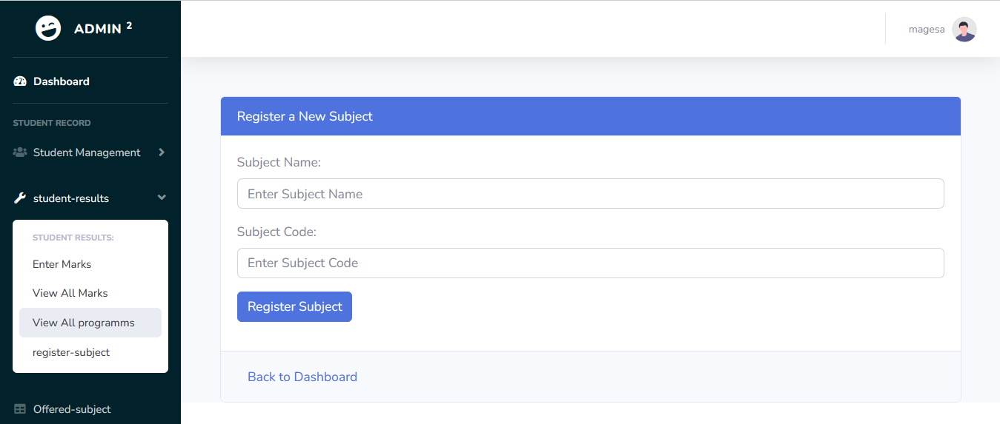 ADMIN 2
magesa
Dashboard
STUDENT RECORD
Student Management
student-results
STUDENT RESULTS:
Enter Marks
View All Marks
View All programms
register-subject
Offered-subject
Register a New Subject
Subject Name:
Enter Subject Name
Subject Code:
Enter Subject Code
Register Subject
Back to Dashboard